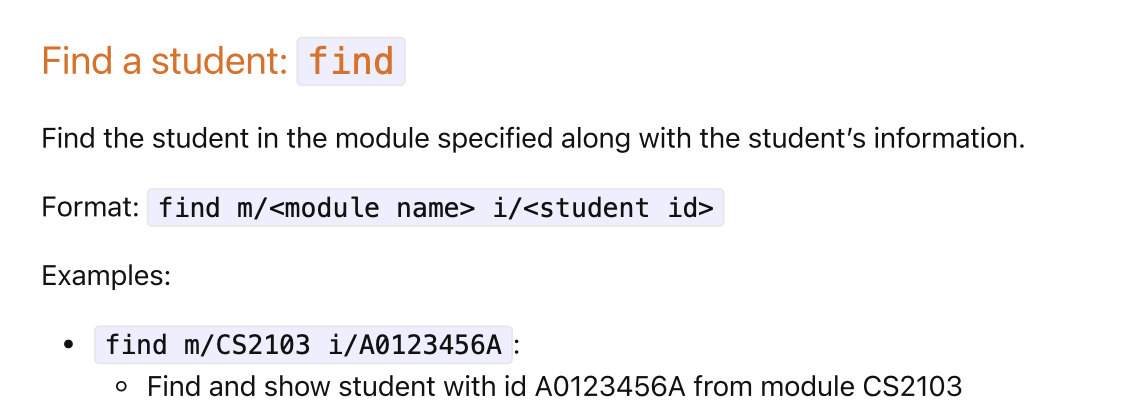 Find a student: find
Find the student in the module specified along with the student’s information.
Format: find m/<module name> i/<student id>
Examples:
• find m/CS2103 i/A0123456A :
◦ Find and show student with id A0123456A from module CS2103